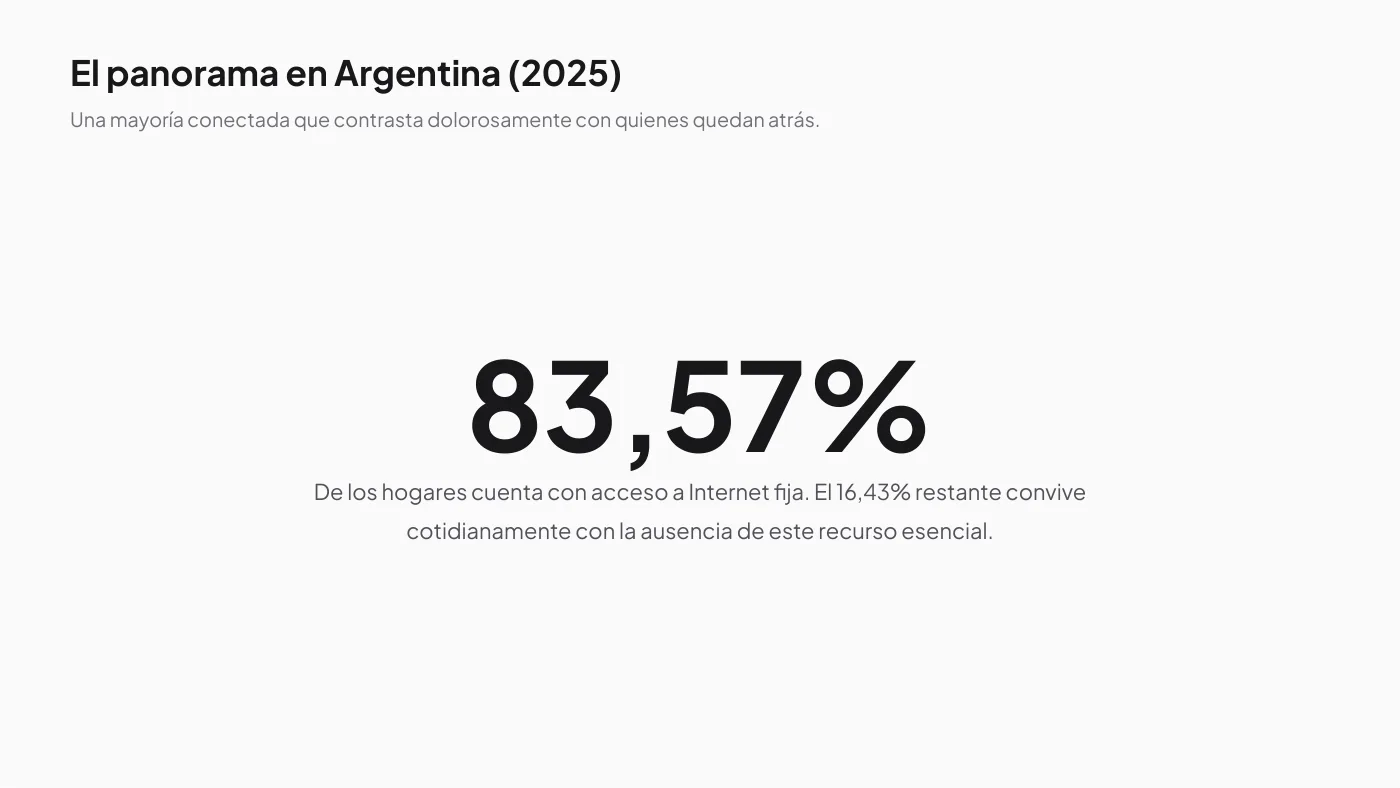 El panorama en Argentina (2025)
Una mayoría conectada que contrasta dolorosamente con quienes quedan atrás.
83,57%
De los hogares cuenta con acceso a Internet fija. El 16,43% restante convive
cotidianamente con la ausencia de este recurso esencial.